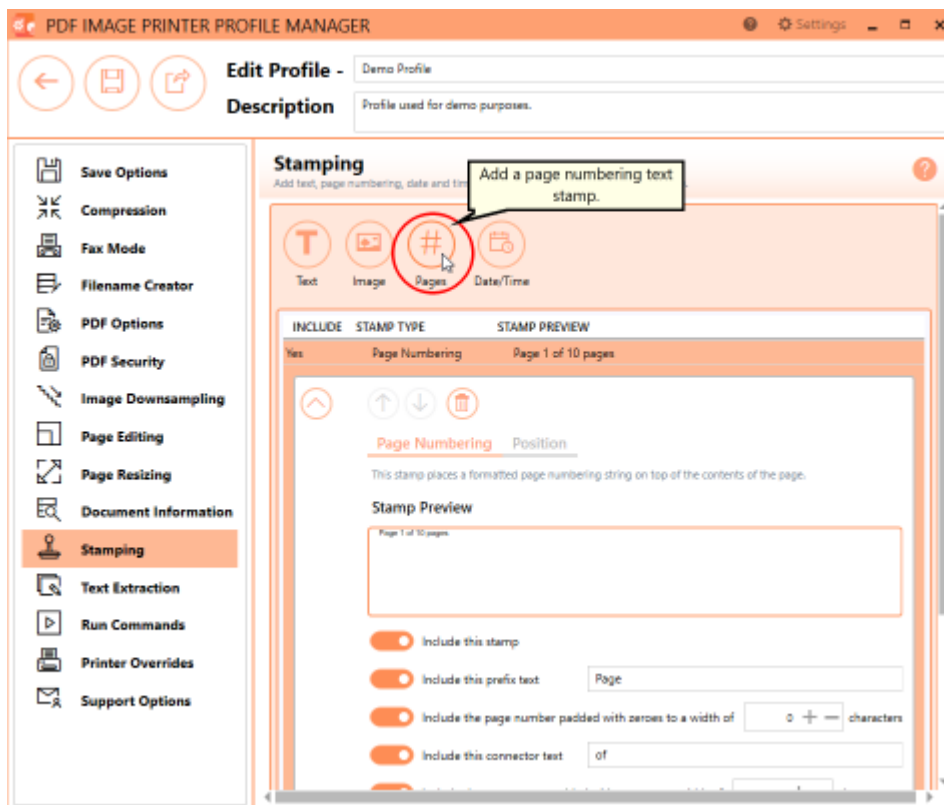 PDF IMAGE PRINTER PROFILE MANAGER
Settings
Edit Profile - Demo Profile
Description Profile used for demo purposes.
Save Options
Compression
Fax Mode
Filename Creator
PDF Options
PDF Security
Image Downsampling
Page Editing
Page Resizing
Document Information
Stamping
Text Extraction
Run Commands
Printer Overrides
Support Options
Stamping
Add text, page numbering, date and
Add a page numbering text
stamp.
Text Image Pages Date/Time
INCLUDE STAMP TYPE STAMP PREVIEW
Yes Page Numbering Page 1 of 10 pages
Page Numbering Position
This stamp places a formatted page numbering string on top of the contents of the page.
Stamp Preview
Page 1 of 10 pages
Include this stamp
Include this prefix text Page
Include the page number padded with zeroes to a width of 0 characters
Include this connector text of